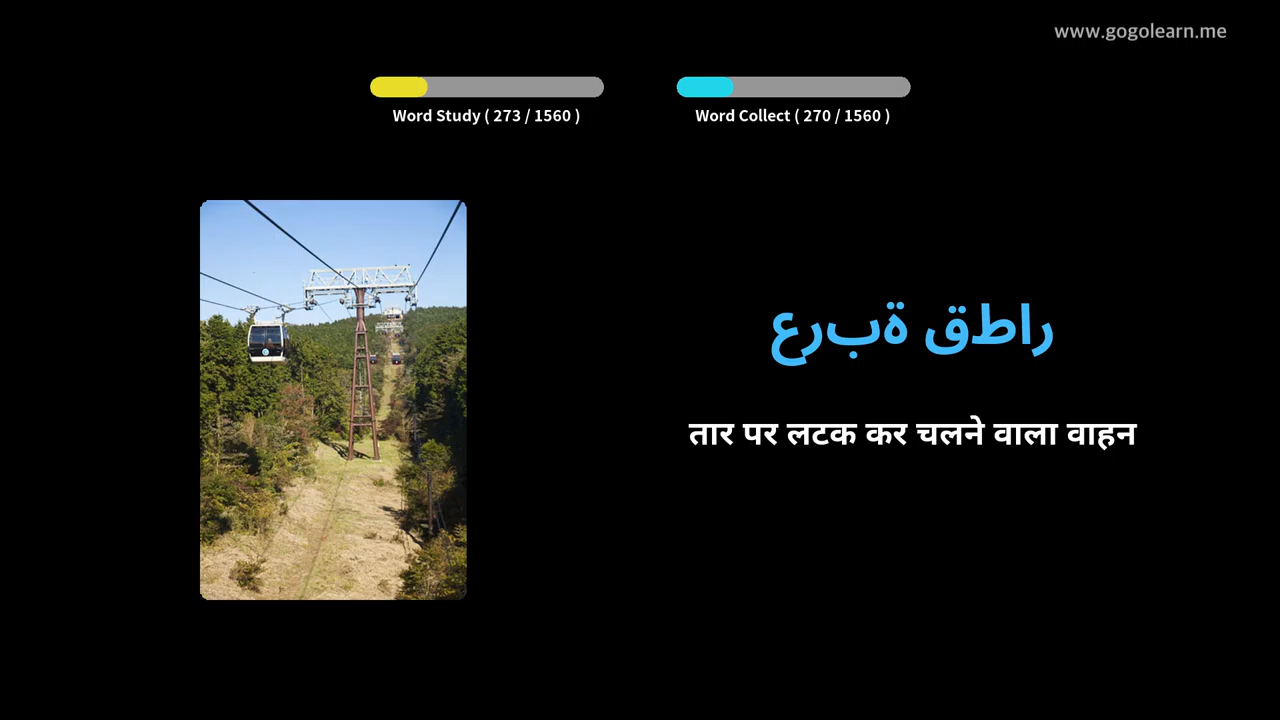 www.gogolearn.me
Word Study ( 273 / 1560 )
Word Collect ( 270 / 1560 )
راطق ةبرع
तार पर लटक कर चलने वाला वाहन